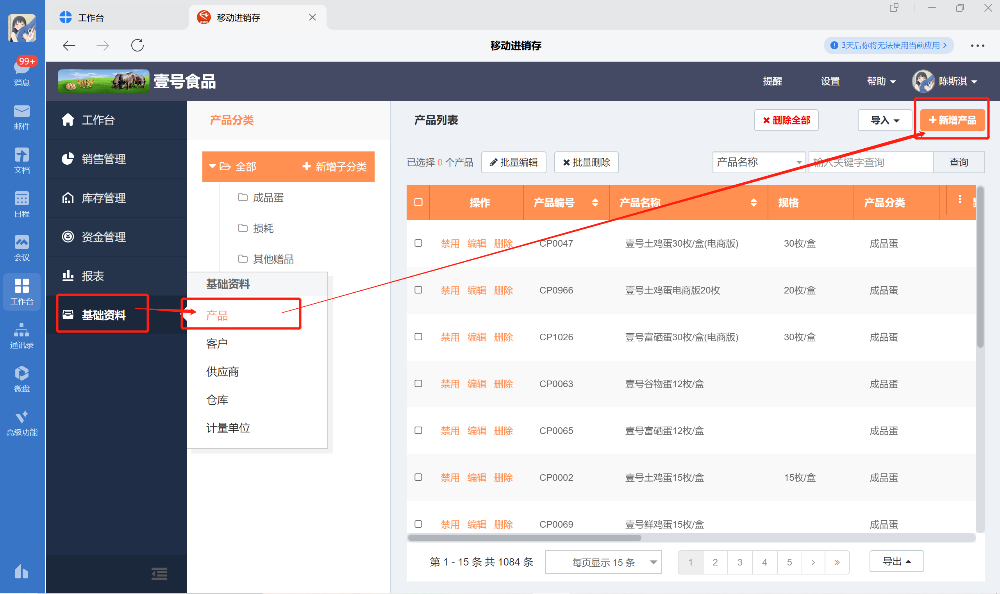 工作台
移动进销存
移动进销存
3天后你将无法使用当前应用
99+
消息
邮件
文档
日程
会议
工作台
通讯录
微盘
高级功能
壹号食品
提醒
设置
帮助
陈斯淇
工作台
销售管理
库存管理
资金管理
报表
基础资料
产品分类
全部
新增子分类
成品蛋
损耗
其他赠品
基础资料
产品
客户
供应商
仓库
计量单位
产品列表
删除全部
导入
新增产品
已选择 0 个产品
批量编辑
批量删除
产品名称
输入关键字查询
查询
操作 产品编号 产品名称 规格 产品分类
禁用 编辑 删除 CP0047 壹号土鸡蛋30枚/盒(电商版) 30枚/盒 成品蛋
禁用 编辑 删除 CP0966 壹号土鸡蛋电商版20枚 20枚/盒 成品蛋
禁用 编辑 删除 CP1026 壹号富硒蛋30枚/盒(电商版) 30枚/盒 成品蛋
禁用 编辑 删除 CP0063 壹号谷物蛋12枚/盒 成品蛋
禁用 编辑 删除 CP0065 壹号富硒蛋12枚/盒 成品蛋
禁用 编辑 删除 CP0002 壹号土鸡蛋15枚/盒 15枚/盒 成品蛋
禁用 编辑 删除 CP0069 壹号鲜鸡蛋15枚/盒 成品蛋
第 1 - 15 条 共 1084 条
每页显示 15 条
1 2 3 4 5 › »
导出